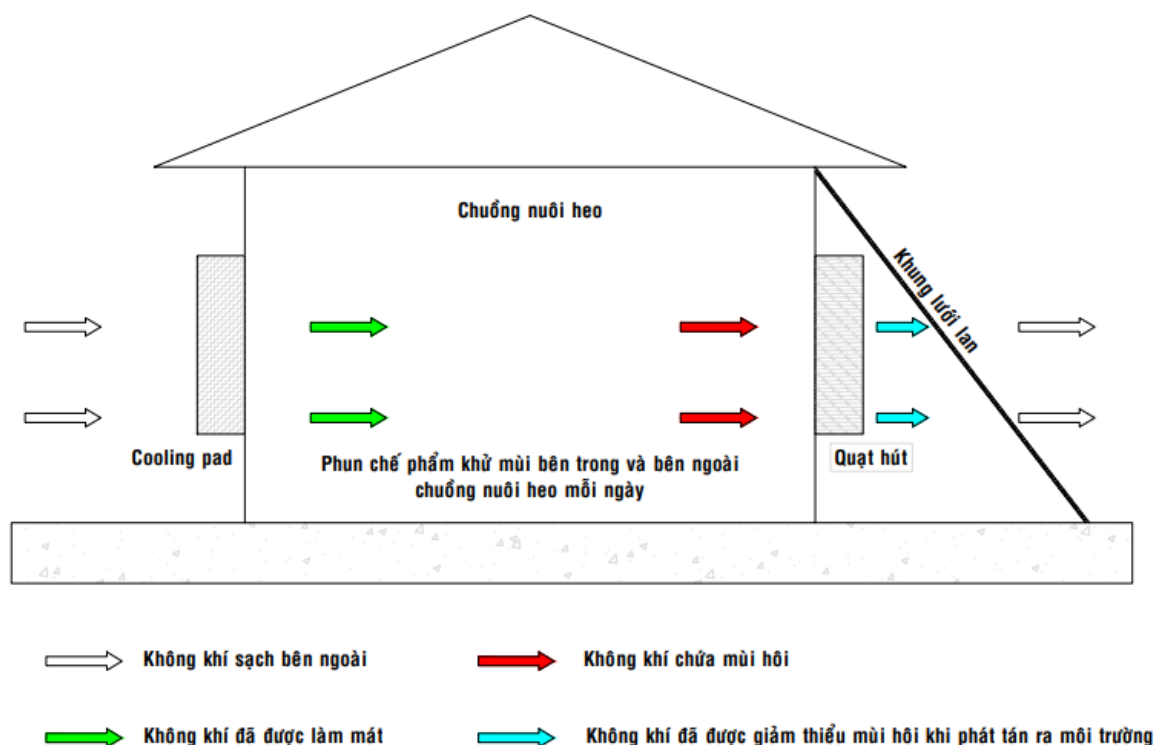 Chuồng nuôi heo
Khung lưới lan
Cooling pad
Phun chế phẩm khử mùi bên trong và bên ngoài
chuồng nuôi heo mỗi ngày
Quạt hút
Không khí sạch bên ngoài
Không khí chứa mùi hôi
Không khí đã được làm mát
Không khí đã được giảm thiểu mùi hôi khi phát tán ra môi trường